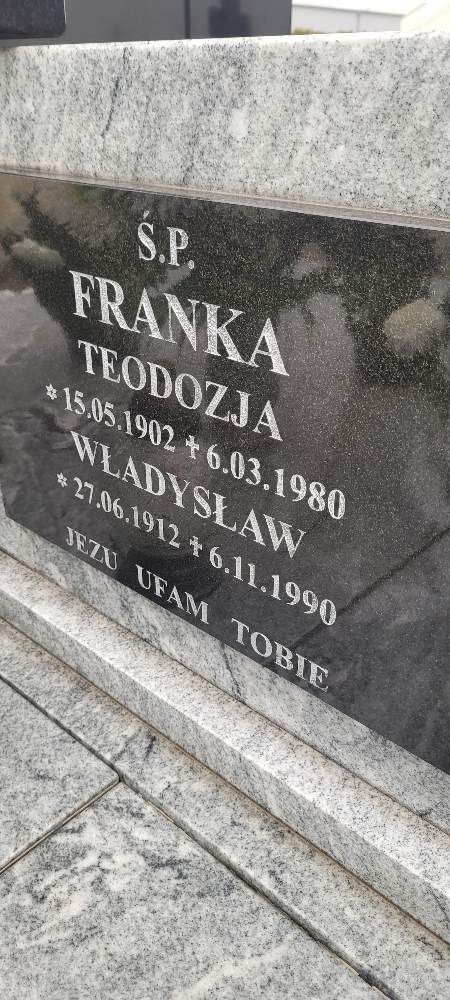 Ś.P.
FRANKA
TEODOZJA
* 15.05.1902 ✝ 6.03.1980
WŁADYSŁAW
* 27.06.1912 ✝ 6.11.1990
JEZU UFAM TOBIE